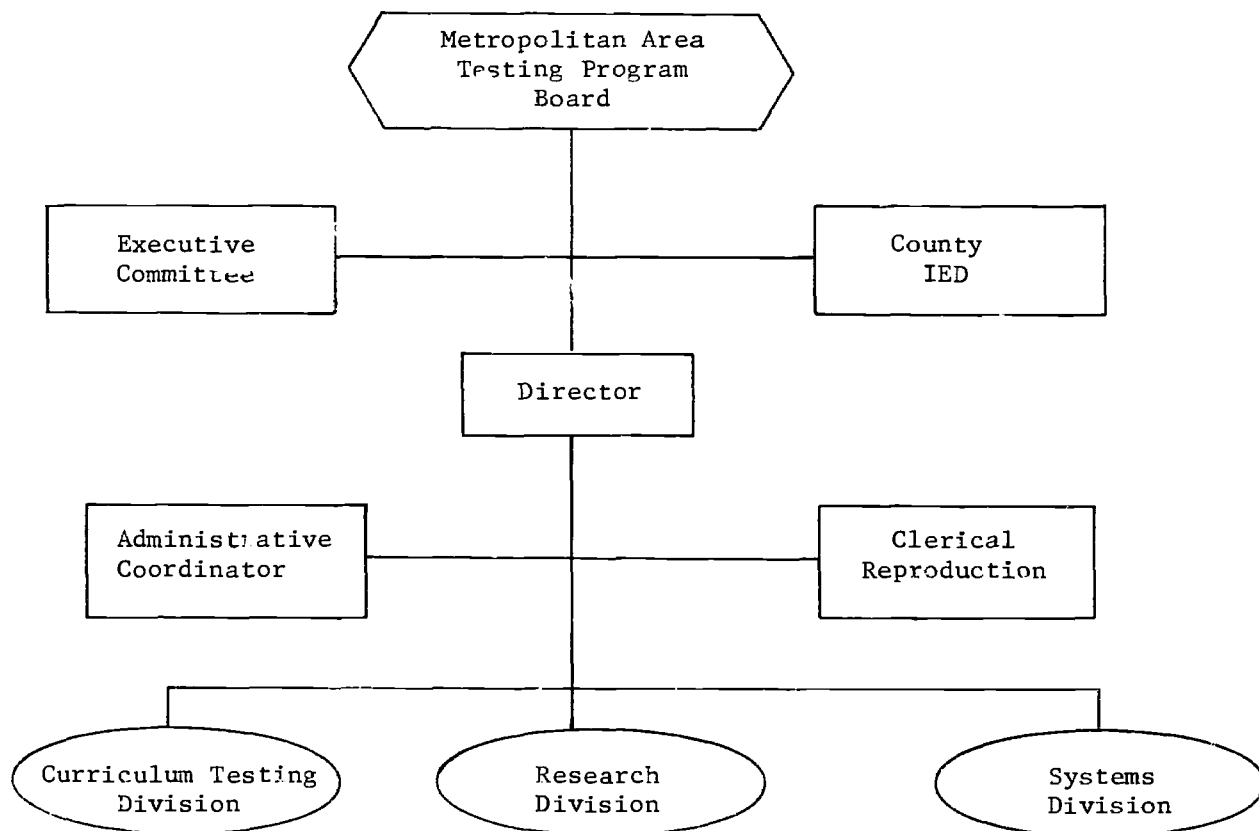 Metropolitan Area
Testing Program
Board
Executive
Committee
County
IED
Director
Administrative
Coordinator
Clerical
Reproduction
Curriculum Testing
Division
Research
Division
Systems
Division